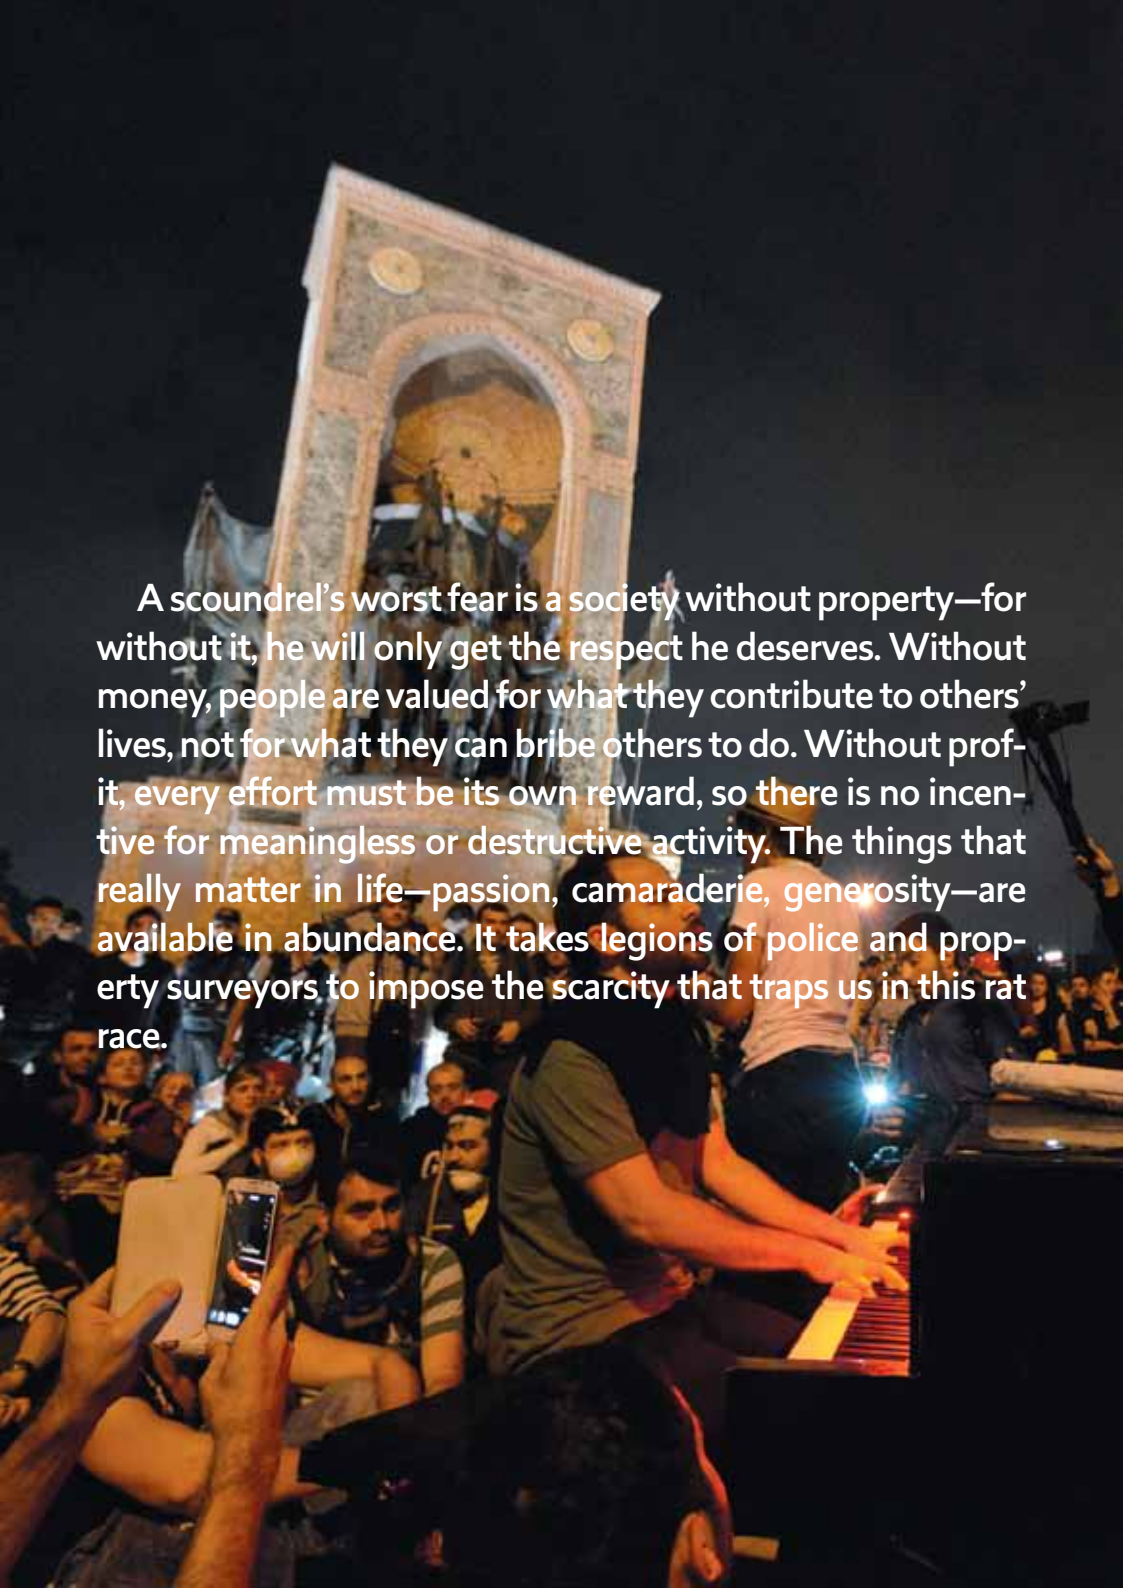 A scoundrel’s worst fear is a society without property—for
without it, he will only get the respect he deserves. Without
money, people are valued for what they contribute to others’
lives, not for what they can bribe others to do. Without prof-
it, every effort must be its own reward, so there is no incen-
tive for meaningless or destructive activity. The things that
really matter in life—passion, camaraderie, generosity—are
available in abundance. It takes legions of police and prop-
erty surveyors to impose the scarcity that traps us in this rat
race.